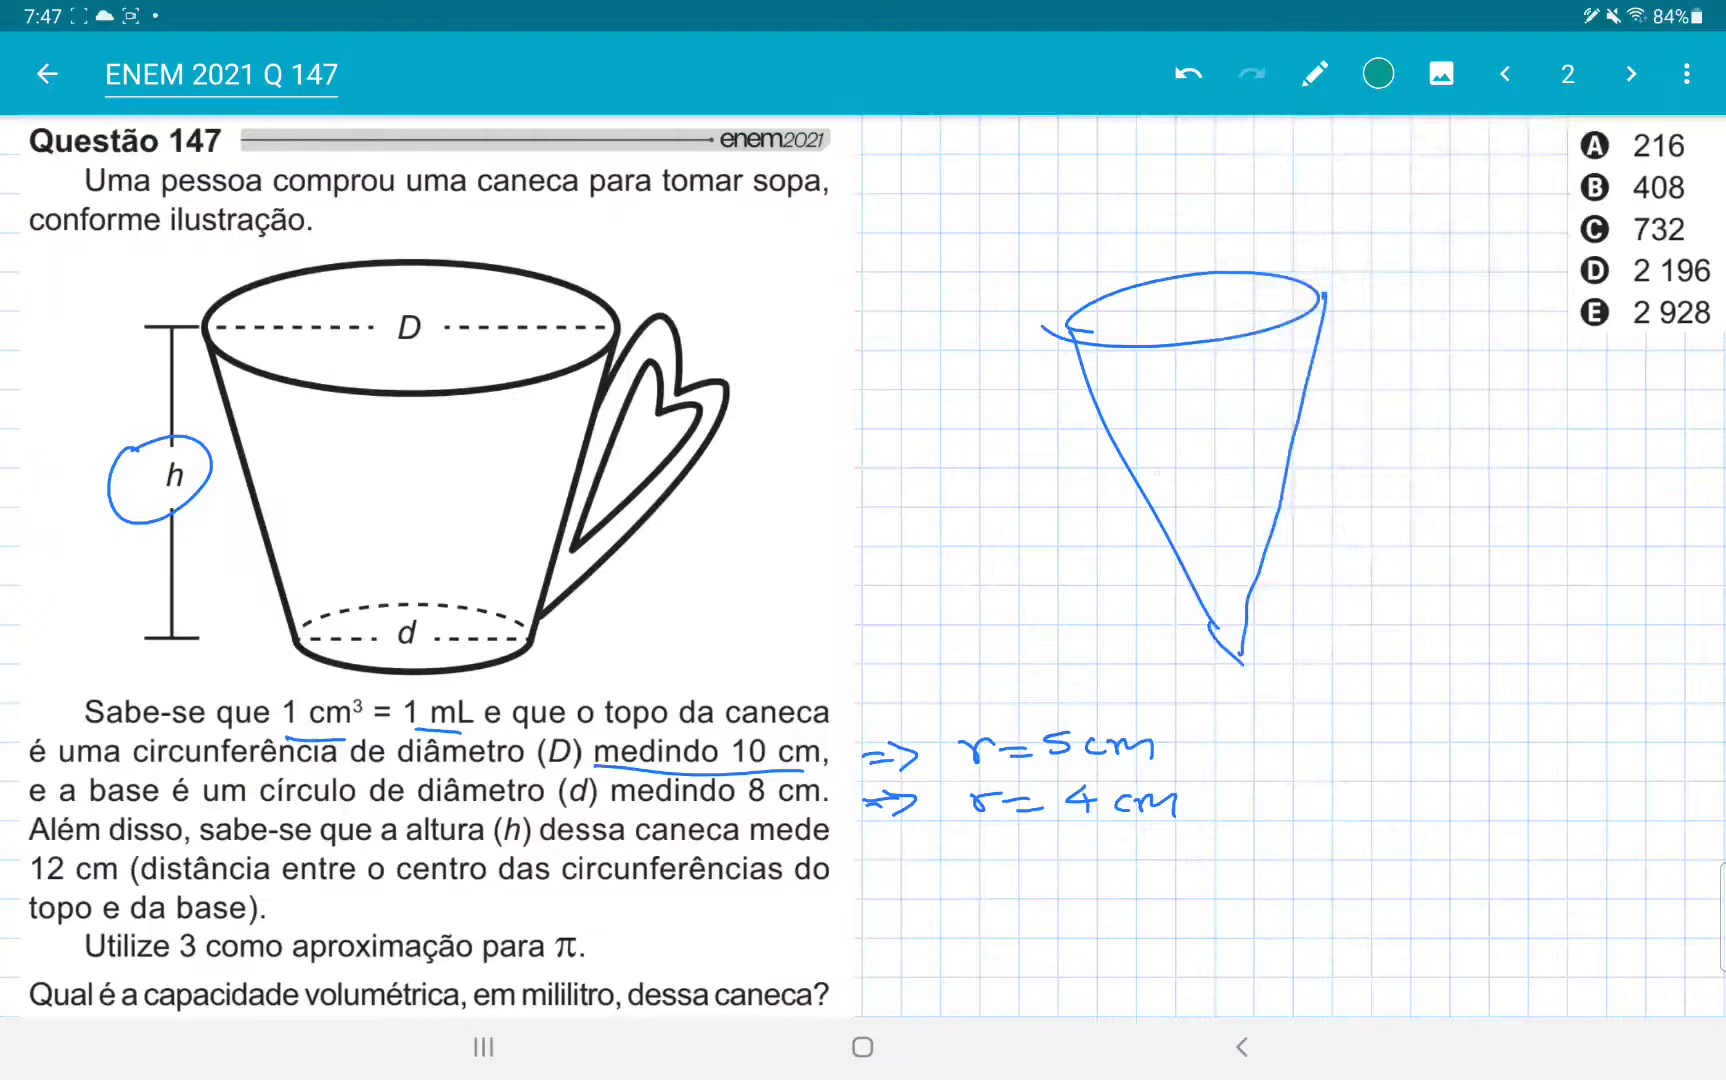 7:47
84%
ENEM 2021 Q 147
2
Questão 147
enem2021
Uma pessoa comprou uma caneca para tomar sopa,
conforme ilustração.
D
h
d
Sabe-se que 1 cm³ = 1 mL e que o topo da caneca
é uma circunferência de diâmetro (D) medindo 10 cm,
e a base é um círculo de diâmetro (d) medindo 8 cm.
Além disso, sabe-se que a altura (h) dessa caneca mede
12 cm (distância entre o centro das circunferências do
topo e da base).
Utilize 3 como aproximação para π.
Qual é a capacidade volumétrica, em mililitro, dessa caneca?
=> r = 5 cm
=> r = 4 cm
A 216
B 408
C 732
D 2 196
E 2 928